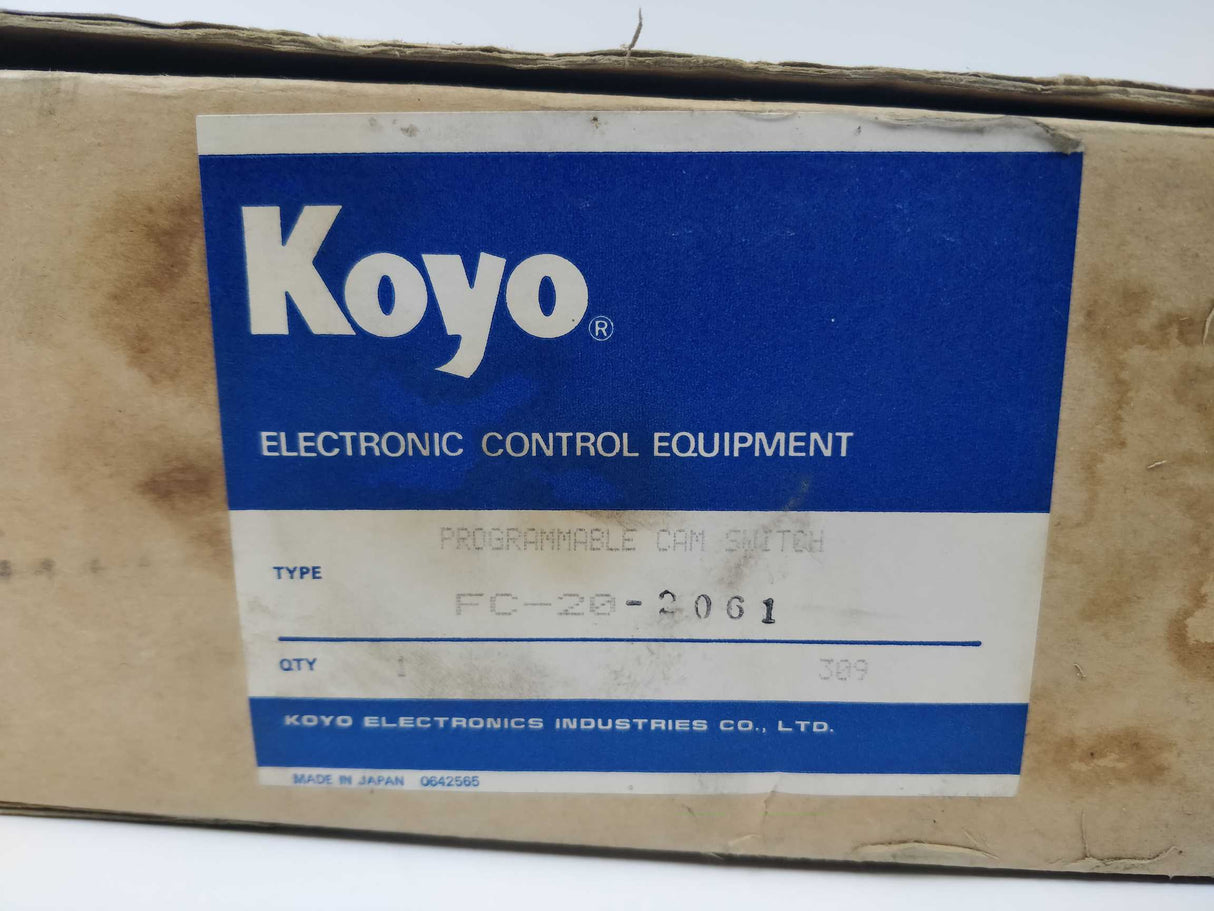 Koyo®
ELECTRONIC CONTROL EQUIPMENT
PROGRAMMABLE CAM SWITCH
TYPE
FC-20-2061
QTY 1 309
KOYO ELECTRONICS INDUSTRIES CO., LTD.
MADE IN JAPAN 0642565